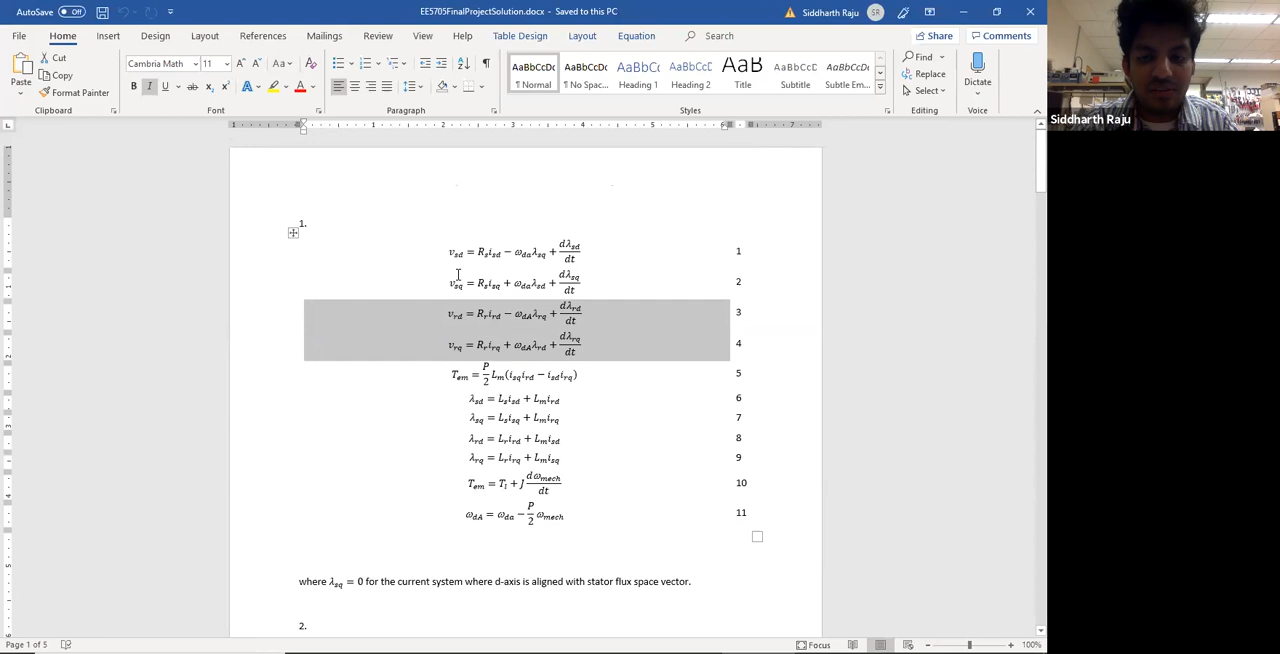 AutoSave Off EE5705FinalProjectSolution.docx - Saved to this PC Siddharth Raju SR
File Home Insert Design Layout References Mailings Review View Help Table Design Layout Equation Search Share Comments
Paste Cut Copy Format Painter Clipboard
Cambria Math 11 Font
Paragraph
AaBbCcDc Normal AaBbCcDc No Spac... AaBbCc Heading 1 AaBbCc Heading 2 AaB Title AaBbCcD Subtitle AaBbCcD Subtle Em... Styles
Find Replace Select Editing
Dictate Voice
Siddharth Raju
1.
v_sd = R_s i_sd − ω_da λ_sq + dλ_sd/dt 1
v_sq = R_s i_sq + ω_da λ_sd + dλ_sq/dt 2
v_rd = R_r i_rd − ω_dA λ_rq + dλ_rd/dt 3
v_rq = R_r i_rq + ω_dA λ_rd + dλ_rq/dt 4
T_em = P/2 L_m(i_sq i_rd − i_sd i_rq) 5
λ_sd = L_s i_sd + L_m i_rd 6
λ_sq = L_s i_sq + L_m i_rq 7
λ_rd = L_r i_rd + L_m i_sd 8
λ_rq = L_r i_rq + L_m i_sq 9
T_em = T_l + J dω_mech/dt 10
ω_dA = ω_da − P/2 ω_mech 11
where λ_sq = 0 for the current system where d-axis is aligned with stator flux space vector.
2.
Page 1 of 5 Focus 100%